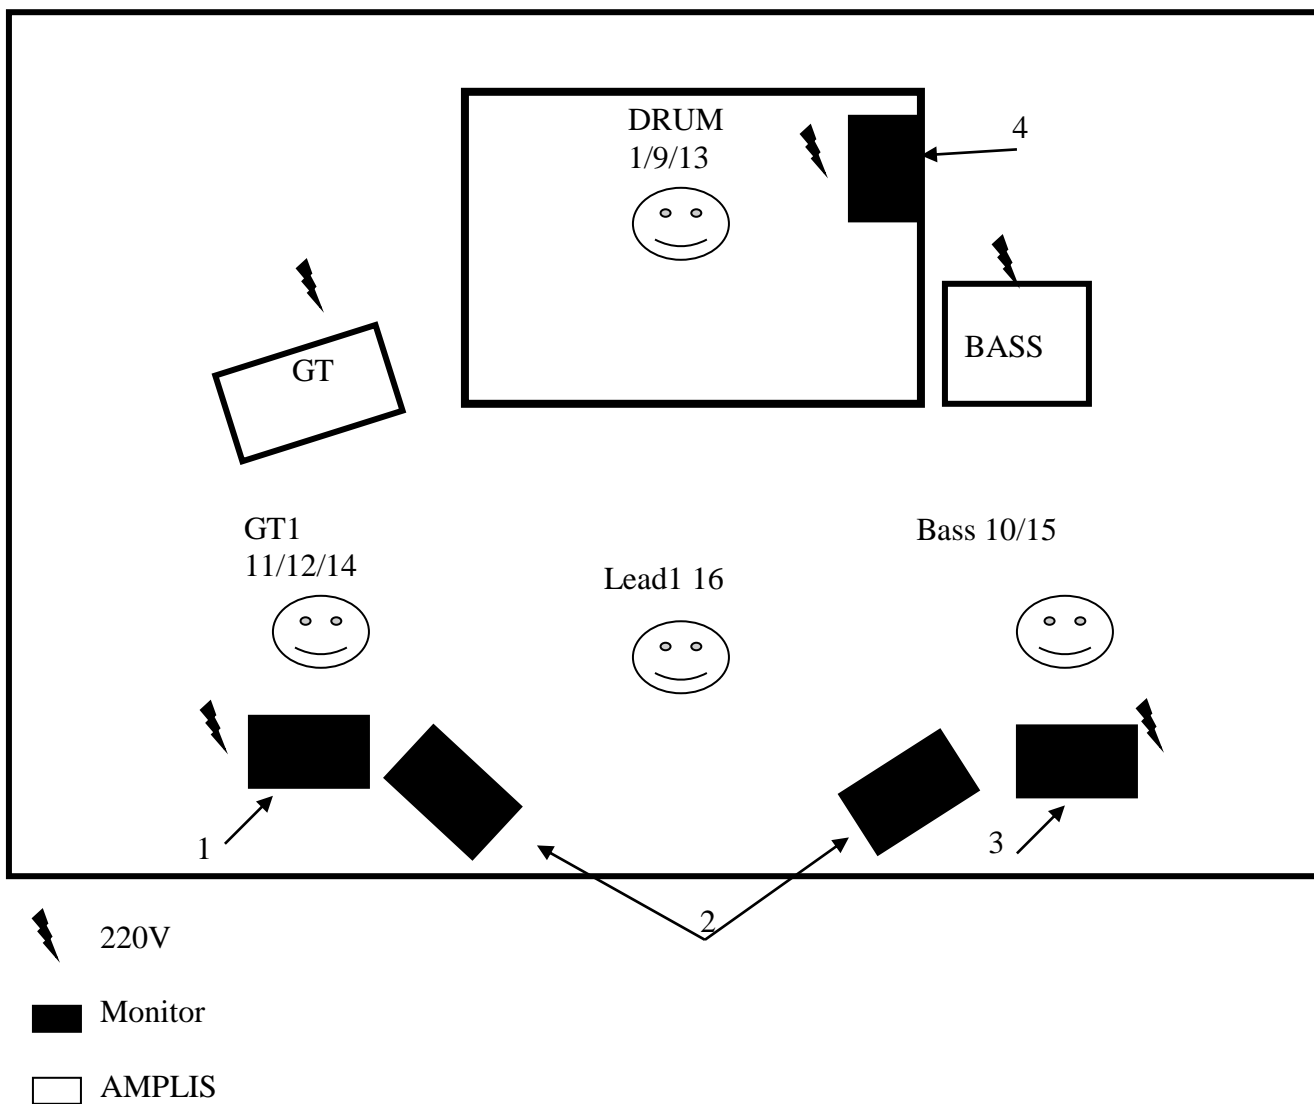 DRUM
1/9/13
4
BASS
GT
GT1
11/12/14
Bass 10/15
Lead1 16
1
3
2
220V
Monitor
AMPLIS